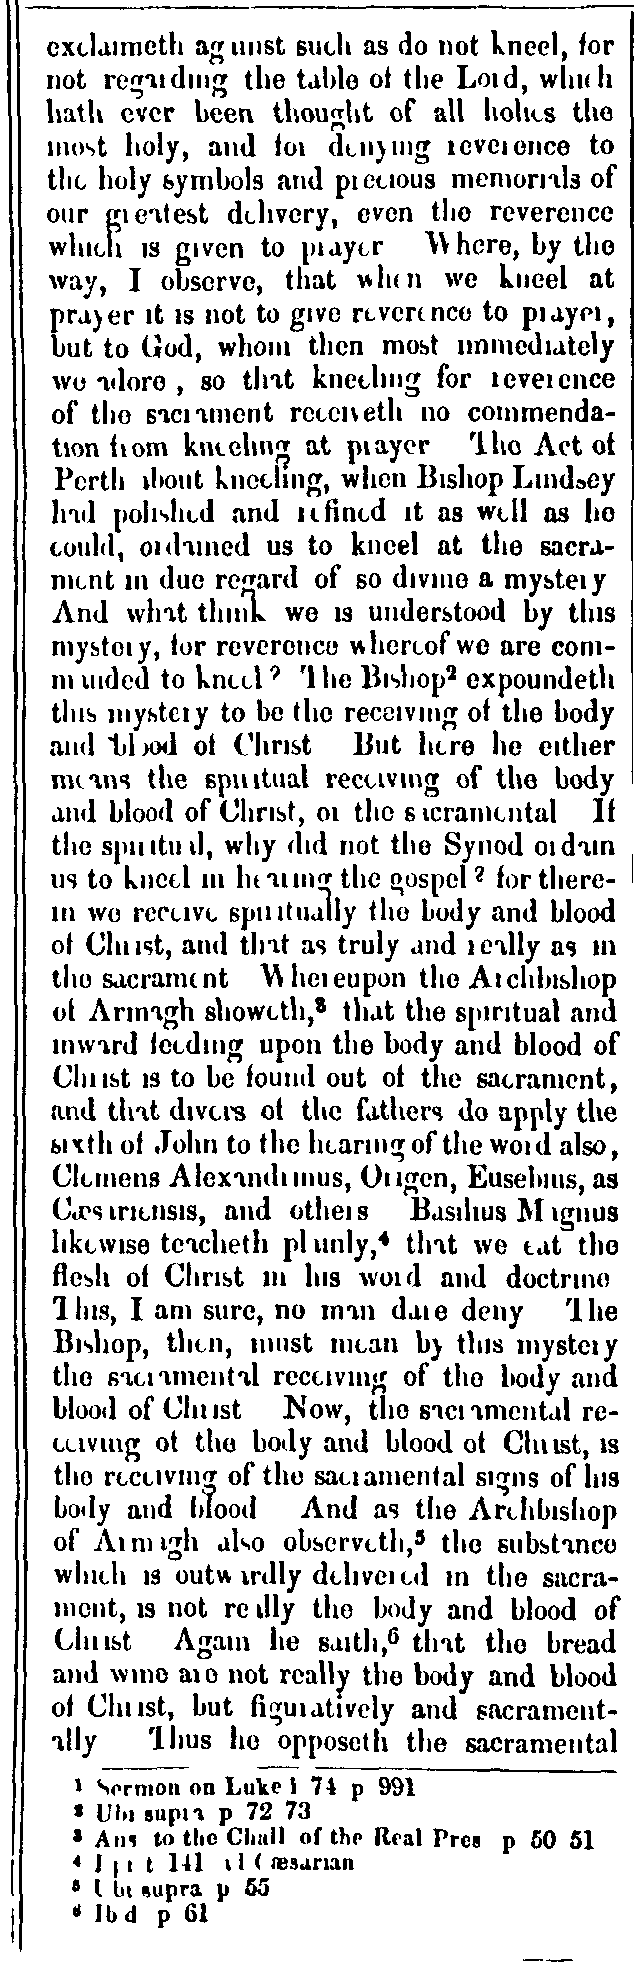 exclaimeth against such as do not kneel, for
not regarding the table of the Lord, which
hath ever been thought of all holies the
most holy, and for denying reverence to
the holy symbols and precious memorials of
our greatest delivery, even the reverence
which is given to prayer Where, by the
way, I observe, that when we kneel at
prayer it is not to give reverence to prayer,
but to God, whom then most immediately
we adore, so that kneeling for reverence
of the sacrament receiveth no commenda-
tion from kneeling at prayer The Act of
Perth about kneeling, when Bishop Lindsey
had polished and refined it as well as he
could, ordained us to kneel at the sacra-
ment in due regard of so divine a mystery
And what think we is understood by this
mystery, for reverence whereof we are com-
manded to kneel? The Bishop² expoundeth
this mystery to be the receiving of the body
and blood of Christ But here he either
means the spiritual receiving of the body
and blood of Christ, or the sacramental If
the spiritual, why did not the Synod ordain
us to kneel in hearing the gospel? for there-
in we receive spiritually the body and blood
of Christ, and that as truly and really as in
the sacrament Whereupon the Archbishop
of Armagh showeth,³ that the spiritual and
inward feeding upon the body and blood of
Christ is to be found out of the sacrament,
and that divers of the fathers do apply the
sixth of John to the hearing of the word also,
Clemens Alexandrinus, Origen, Eusebius, as
Cæsariensis, and others Basilius Magnus
likewise teacheth plainly,⁴ that we eat the
flesh of Christ in his word and doctrine
This, I am sure, no man dare deny The
Bishop, then, must mean by this mystery
the sacramental receiving of the body and
blood of Christ Now, the sacramental re-
ceiving of the body and blood of Christ, is
the receiving of the sacramental signs of his
body and blood And as the Archbishop
of Armagh also observeth,⁵ the substance
which is outwardly delivered in the sacra-
ment, is not really the body and blood of
Christ Again he saith,⁶ that the bread
and wine are not really the body and blood
of Christ, but figuratively and sacrament-
ally Thus he opposeth the sacramental
¹ Sermon on Luke i 74 p 991
² Ubi supra p 72 73
³ Ans to the Chall of the Real Pres p 50 51
⁴ 141 Cæsarian
⁵ Ubi supra p 55
⁶ Ibid p 61